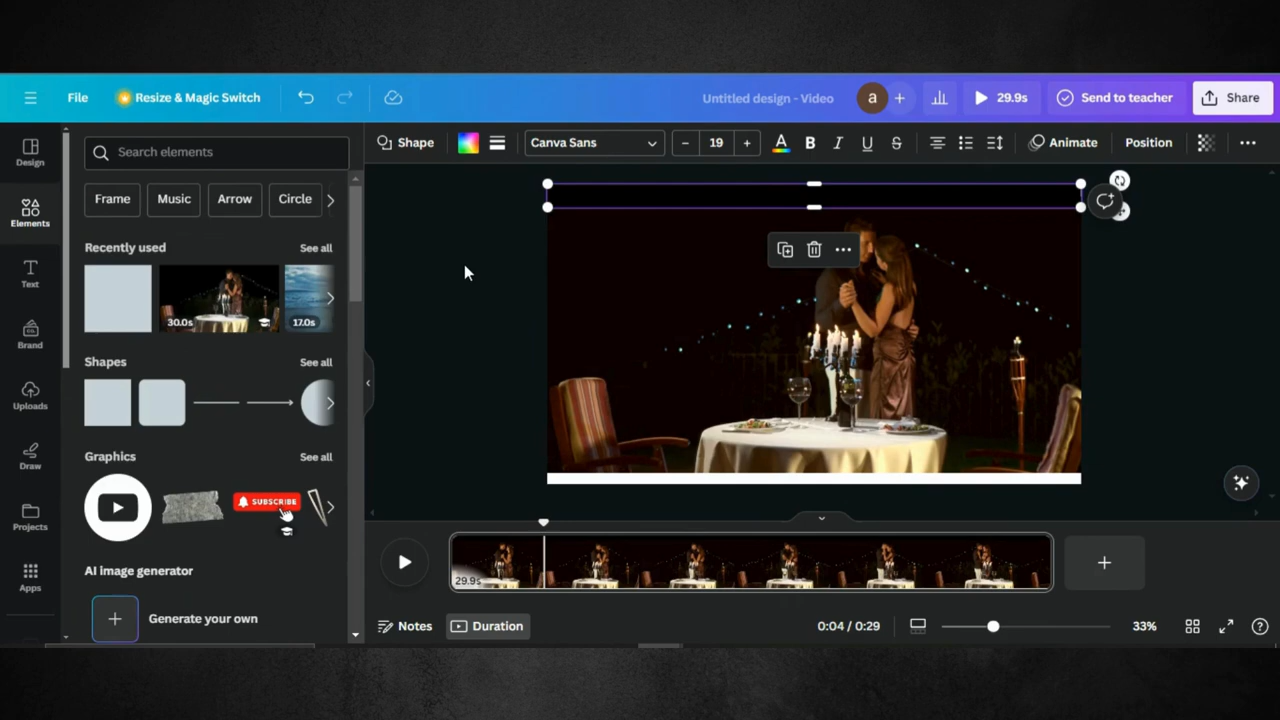 File
Resize & Magic Switch
Untitled design - Video
a
29.9s
Send to teacher
Share
Design
Elements
Text
Brand
Uploads
Draw
Projects
Apps
Search elements
Frame
Music
Arrow
Circle
Recently used
See all
30.0s
17.0s
Shapes
See all
Graphics
See all
SUBSCRIBE
AI image generator
Generate your own
Shape
Canva Sans
19
A
B
I
U
S
Animate
Position
29.9s
Notes
Duration
0:04 / 0:29
33%